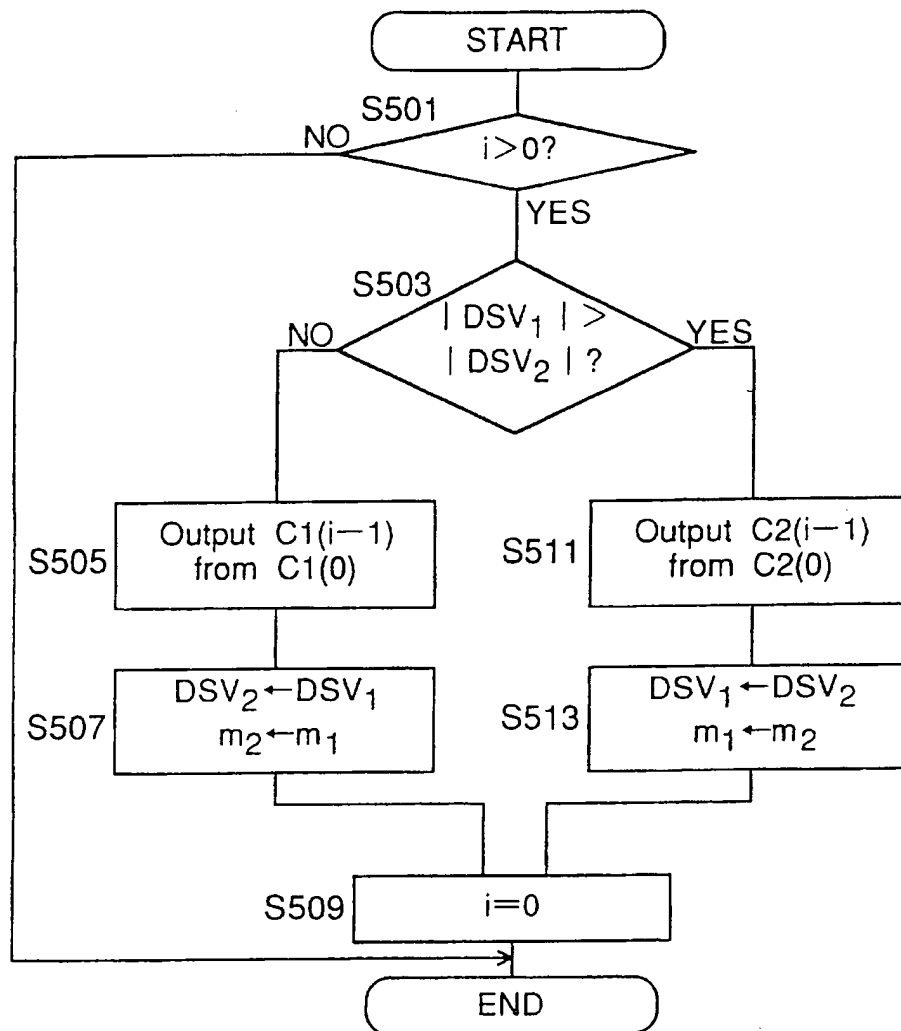 START
S501
NO
i>0?
YES
S503
NO
| DSV₁ | >
| DSV₂ | ?
YES
Output C1(i−1)
from C1(0)
S505
Output C2(i−1)
from C2(0)
S511
DSV₂←DSV₁
m₂←m₁
S507
DSV₁←DSV₂
m₁←m₂
S513
S509
i=0
END